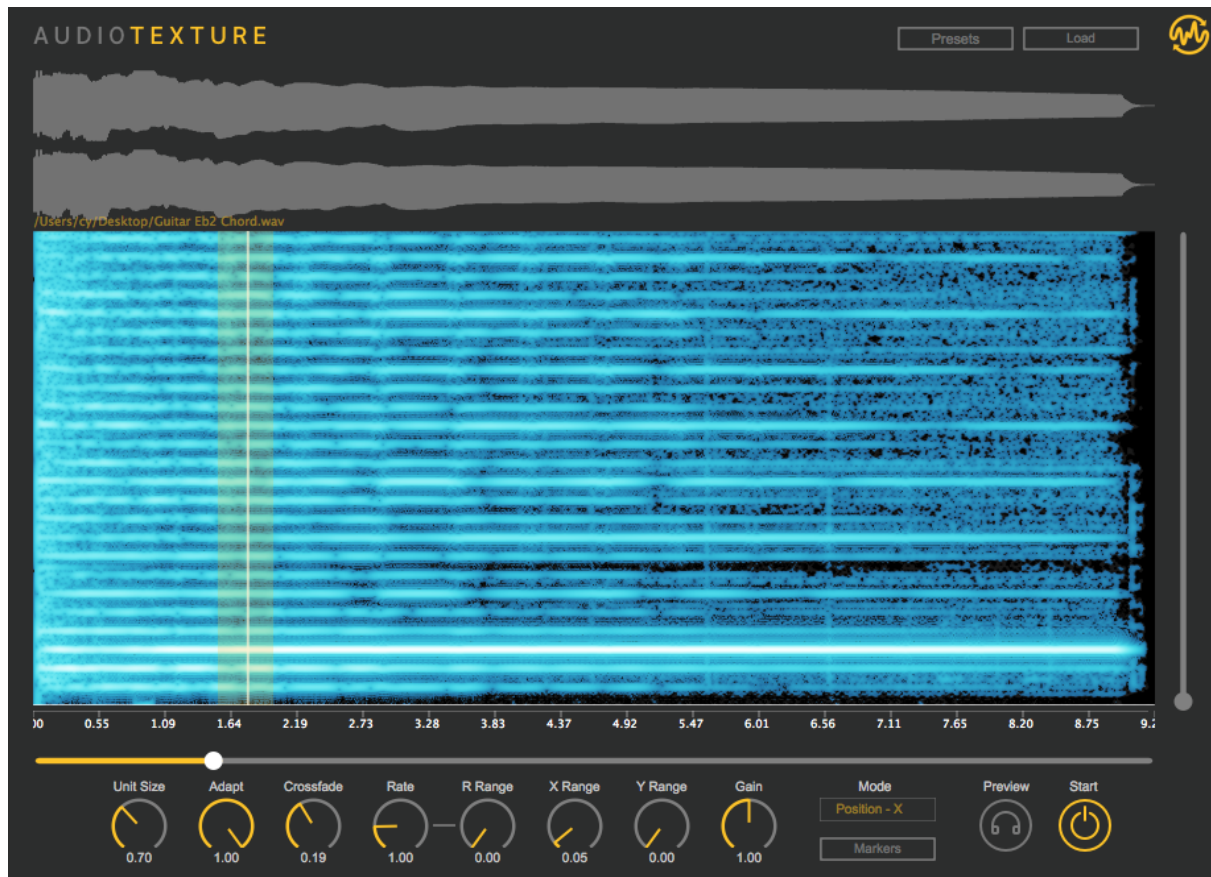 AUDIOTEXTURE
Presets Load
/Users/cy/Desktop/Guitar Eb2 Chord.wav
00 0.55 1.09 1.64 2.19 2.73 3.28 3.83 4.37 4.92 5.47 6.01 6.56 7.11 7.65 8.20 8.75 9.2
Unit Size Adapt Crossfade Rate R Range X Range Y Range Gain Mode Preview Start
Position - X
Markers
0.70 1.00 0.19 1.00 0.00 0.05 0.00 1.00